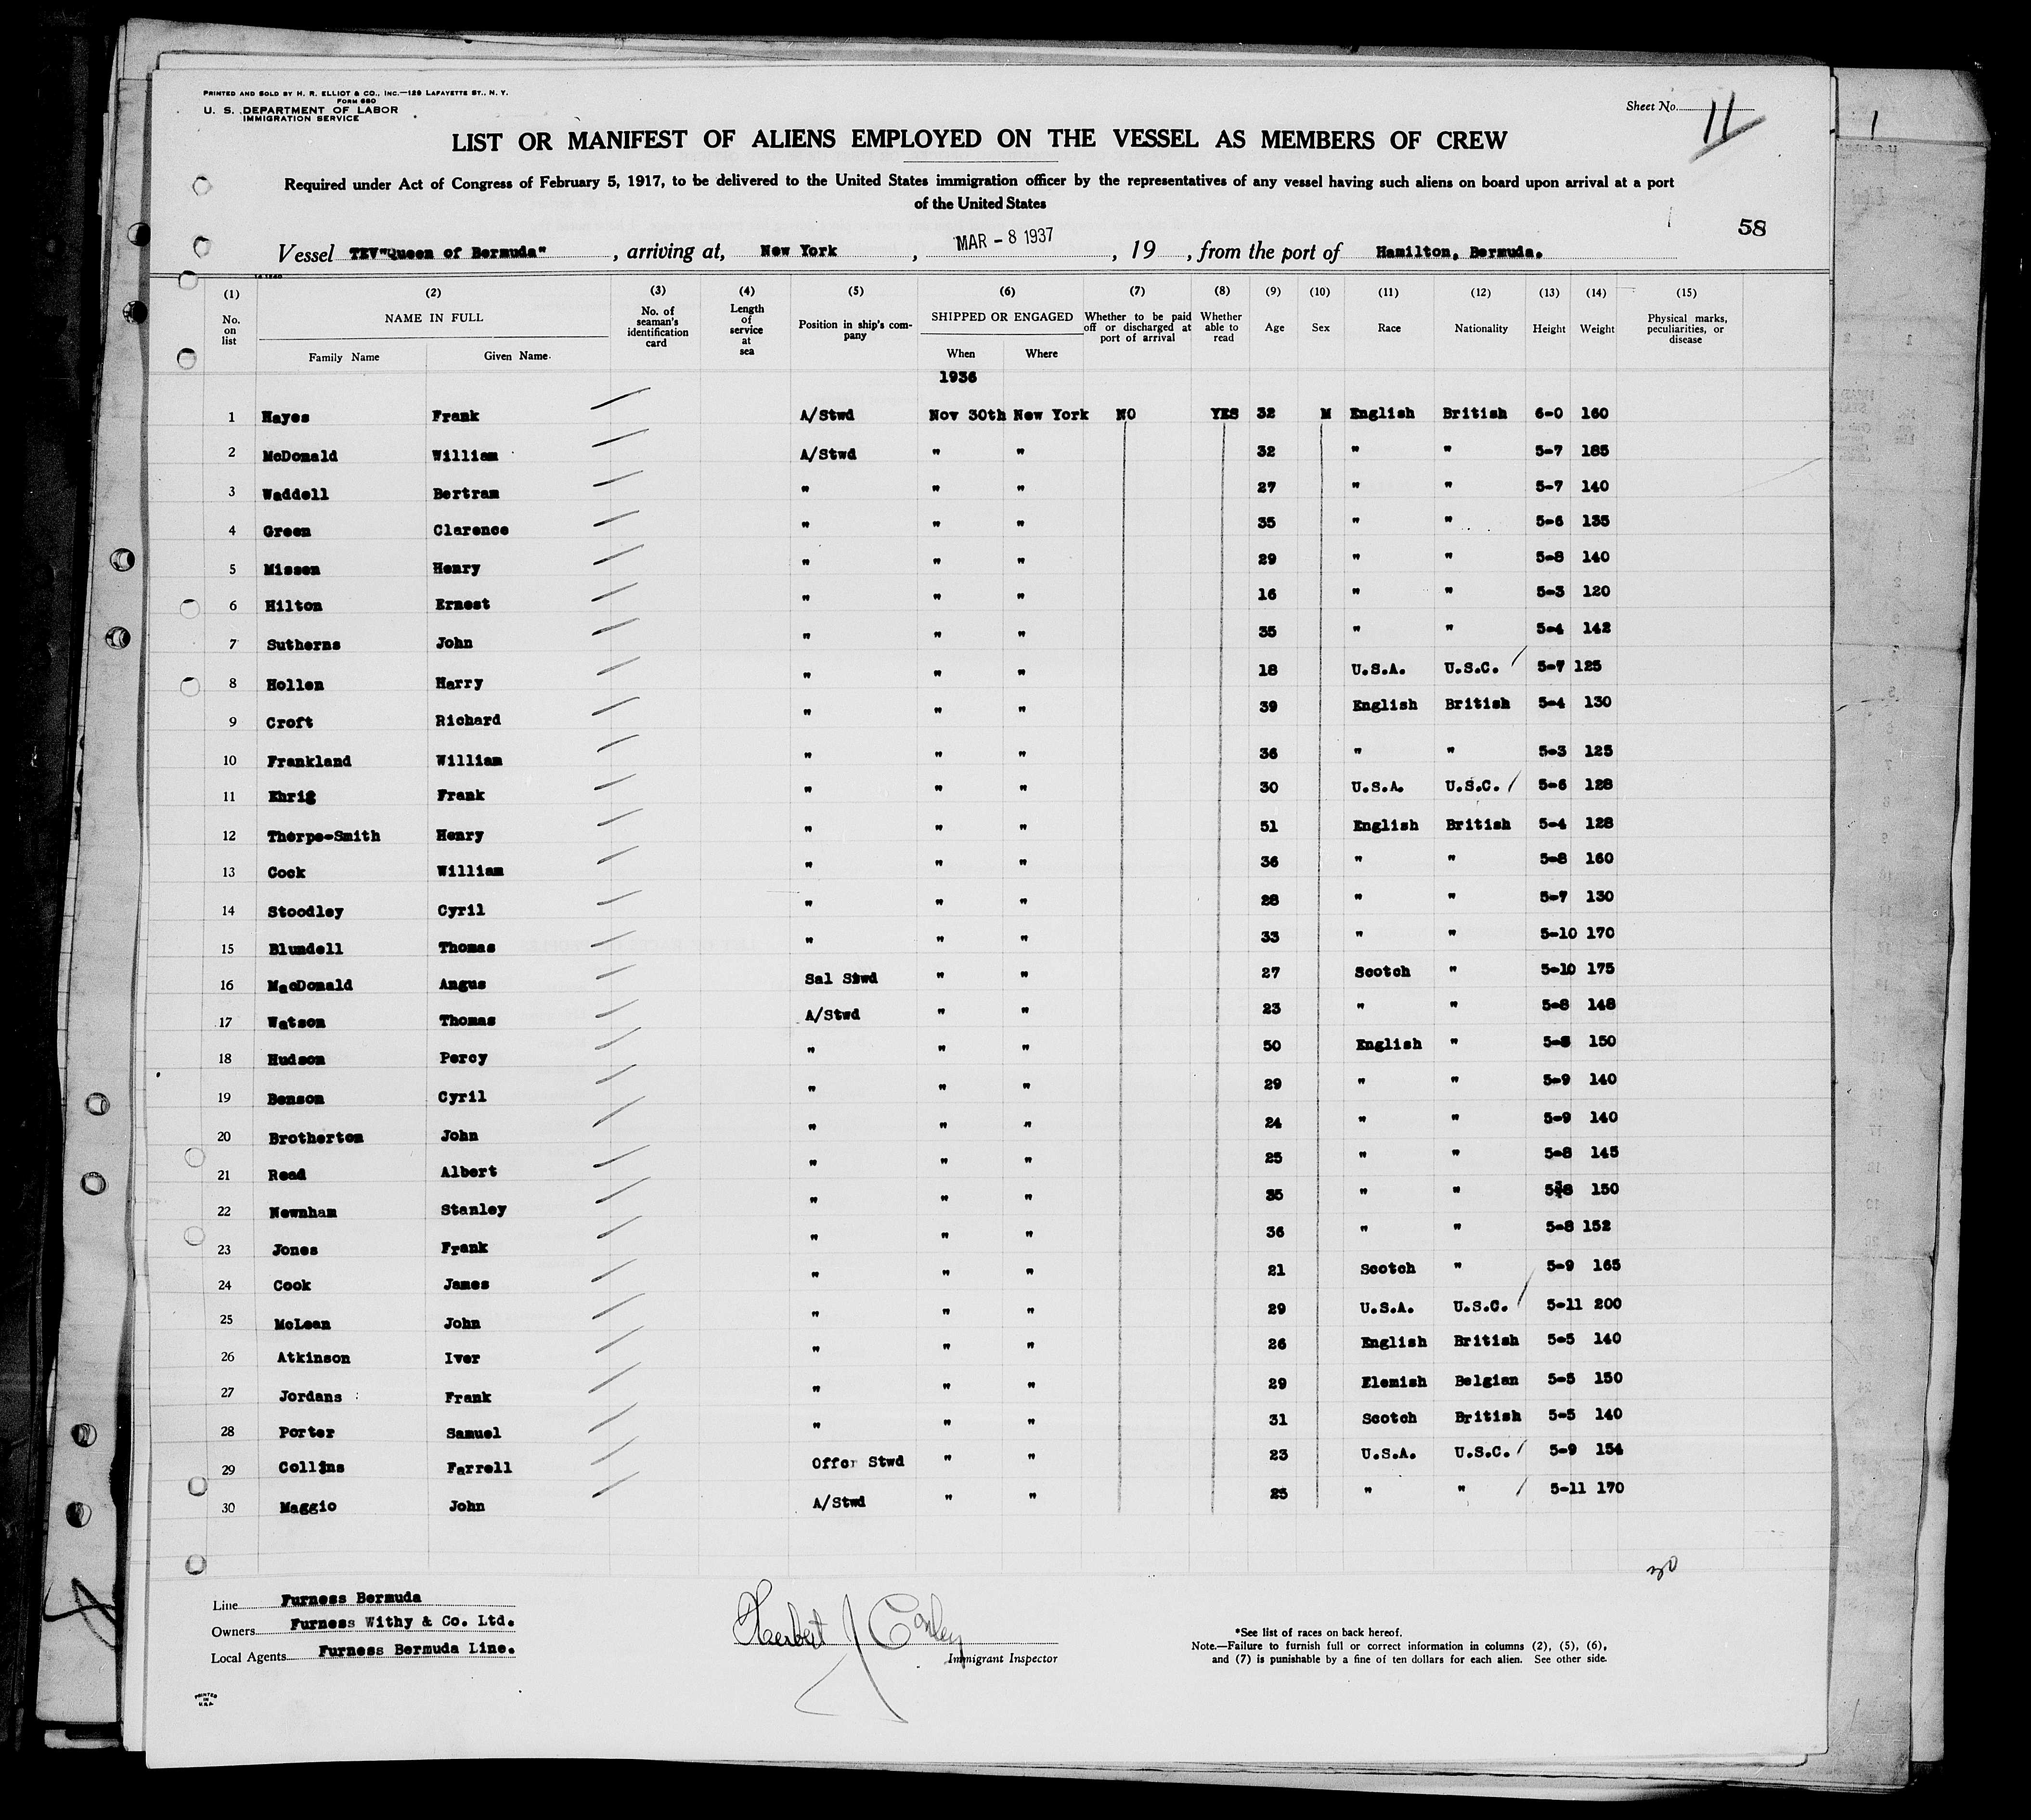 PRINTED AND SOLD BY H. R. ELLIOT & CO., INC.—129 LAFAYETTE ST., N. Y.
FORM 680
U. S. DEPARTMENT OF LABOR
IMMIGRATION SERVICE
Sheet No. 11
LIST OR MANIFEST OF ALIENS EMPLOYED ON THE VESSEL AS MEMBERS OF CREW
Required under Act of Congress of February 5, 1917, to be delivered to the United States immigration officer by the representatives of any vessel having such aliens on board upon arrival at a port
of the United States
58
Vessel TEV"Queen of Bermuda" , arriving at, New York , MAR - 8 1937 , 19 , from the port of Hamilton, Bermuda.
(1) (2) (3) (4) (5) (6) (7) (8) (9) (10) (11) (12) (13) (14) (15)
No. on list NAME IN FULL Family Name Given Name No. of seaman's identification card Length of service at sea Position in ship's company SHIPPED OR ENGAGED When Where Whether to be paid off or discharged at port of arrival Whether able to read Age Sex Race Nationality Height Weight Physical marks, peculiarities, or disease
1936
1 Hayes Frank A/Stwd Nov 30th New York NO YES 32 M English British 6-0 160
2 McDonald William A/Stwd " " 32 " " 5-7 185
3 Waddell Bertram " " " 27 " " 5-7 140
4 Green Clarence " " " 35 " " 5-6 135
5 Missen Henry " " " 29 " " 5-8 140
6 Hilton Ernest " " " 16 " " 5-3 120
7 Sutherns John " " " 35 " " 5-4 142
8 Hollen Harry " " " 18 U.S.A. U.S.C. 5-7 125
9 Croft Richard " " " 39 English British 5-4 130
10 Frankland William " " " 36 " " 5-3 125
11 Ehrig Frank " " " 30 U.S.A. U.S.C. 5-6 128
12 Thorpe-Smith Henry " " " 51 English British 5-4 128
13 Cook William " " " 36 " " 5-8 160
14 Stoodley Cyril " " " 28 " " 5-7 130
15 Blundell Thomas " " " 33 " " 5-10 170
16 MacDonald Angus Sal Stwd " " 27 Scotch " 5-10 175
17 Watson Thomas A/Stwd " " 23 " " 5-8 148
18 Hudson Percy " " " 50 English " 5-8 150
19 Benson Cyril " " " 29 " " 5-9 140
20 Brotherton John " " " 24 " " 5-9 140
21 Read Albert " " " 25 " " 5-8 145
22 Newnham Stanley " " " 35 " " 5-8 150
23 Jones Frank " " " 36 " " 5-8 152
24 Cook James " " " 21 Scotch " 5-9 165
25 McLean John " " " 29 U.S.A. U.S.C. 5-11 200
26 Atkinson Iver " " " 26 English British 5-5 140
27 Jordans Frank " " " 29 Flemish Belgian 5-5 150
28 Porter Samuel " " " 31 Scotch British 5-5 140
29 Collins Farrell Offcr Stwd " " 23 U.S.A. U.S.C. 5-9 154
30 Maggio John A/Stwd " " 25 " " 5-11 170
30
Line Furness Bermuda
Owners Furness Withy & Co. Ltd.
Local Agents Furness Bermuda Line.
Herbert J Conley
Immigrant Inspector
*See list of races on back hereof.
Note.—Failure to furnish full or correct information in columns (2), (5), (6),
and (7) is punishable by a fine of ten dollars for each alien. See other side.
PRINTED IN U.S.A.